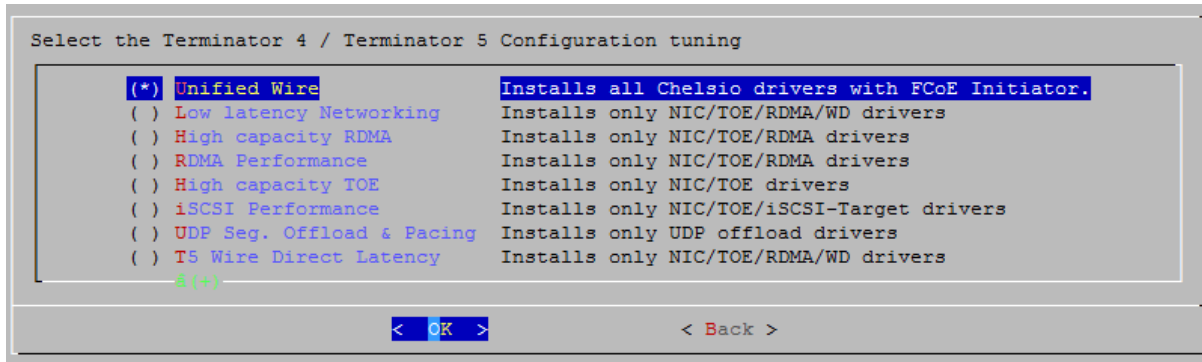 Select the Terminator 4 / Terminator 5 Configuration tuning
(*) Unified Wire Installs all Chelsio drivers with FCoE Initiator.
( ) Low latency Networking Installs only NIC/TOE/RDMA/WD drivers
( ) High capacity RDMA Installs only NIC/TOE/RDMA drivers
( ) RDMA Performance Installs only NIC/TOE/RDMA drivers
( ) High capacity TOE Installs only NIC/TOE drivers
( ) iSCSI Performance Installs only NIC/TOE/iSCSI-Target drivers
( ) UDP Seg. Offload & Pacing Installs only UDP offload drivers
( ) T5 Wire Direct Latency Installs only NIC/TOE/RDMA/WD drivers
< OK > < Back >